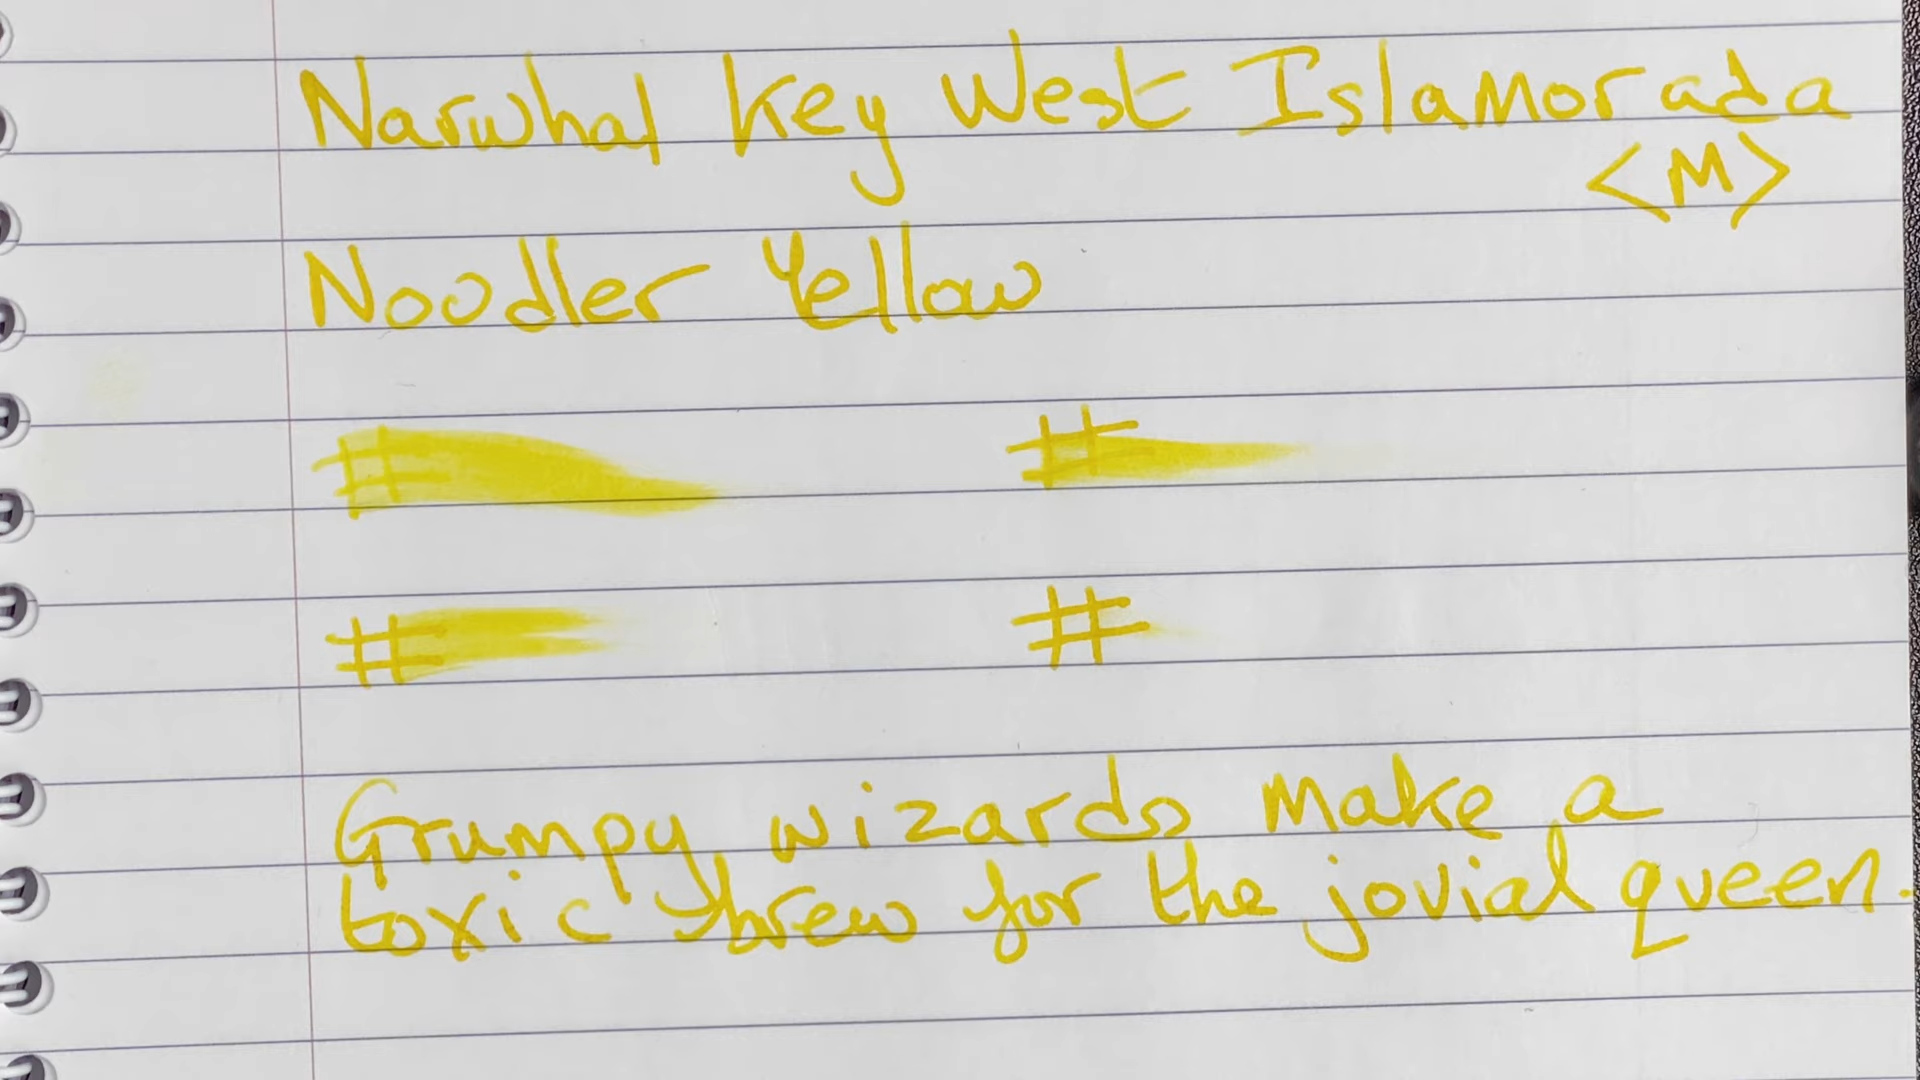 Narwhal Key West Islamorada
<M>
Noodler Yellow
# #
# #
Grumpy wizards make a
toxic brew for the jovial queen.